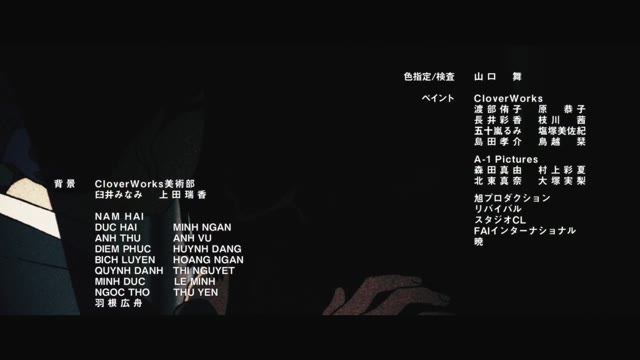 色指定/検査 山口 舞
ペイント CloverWorks
渡部侑子 原 恭子
長井彩香 枝川 茜
五十嵐るみ 塩塚美佐紀
島田孝介 鳥越 栞
A-1 Pictures
森田真由 村上彩夏
北東真奈 大塚実梨
旭プロダクション
リバイバル
スタジオCL
FAIインターナショナル
暁
背景 CloverWorks美術部
臼井みなみ 上田瑞香
NAM HAI
DUC HAI MINH NGAN
ANH THU ANH VU
DIEM PHUC HUYNH DANG
BICH LUYEN HOANG NGAN
QUYNH DANH THI NGUYET
MINH DUC LE MINH
NGOC THO THU YEN
羽根広舟